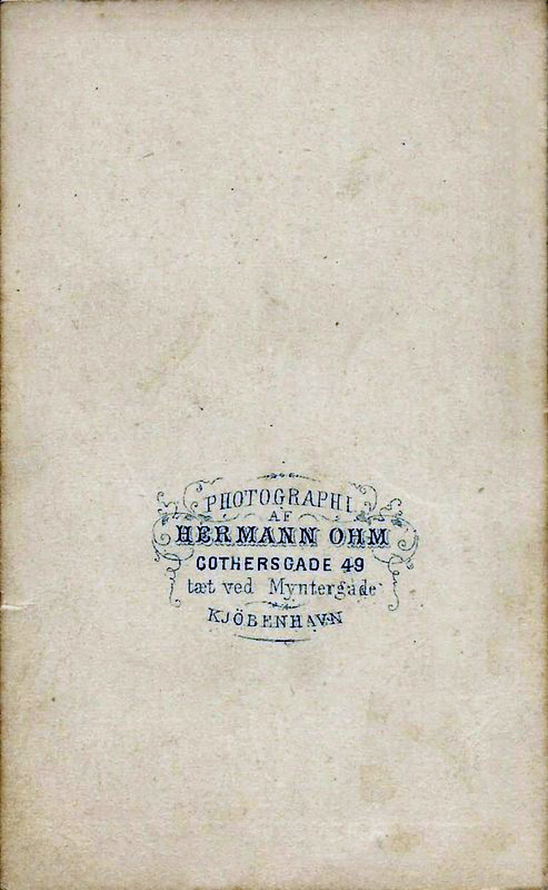 PHOTOGRAPHI
AF
HERMANN OHM
GOTHERSGADE 49
tæt ved Myntergade
KJÖBENHAVN